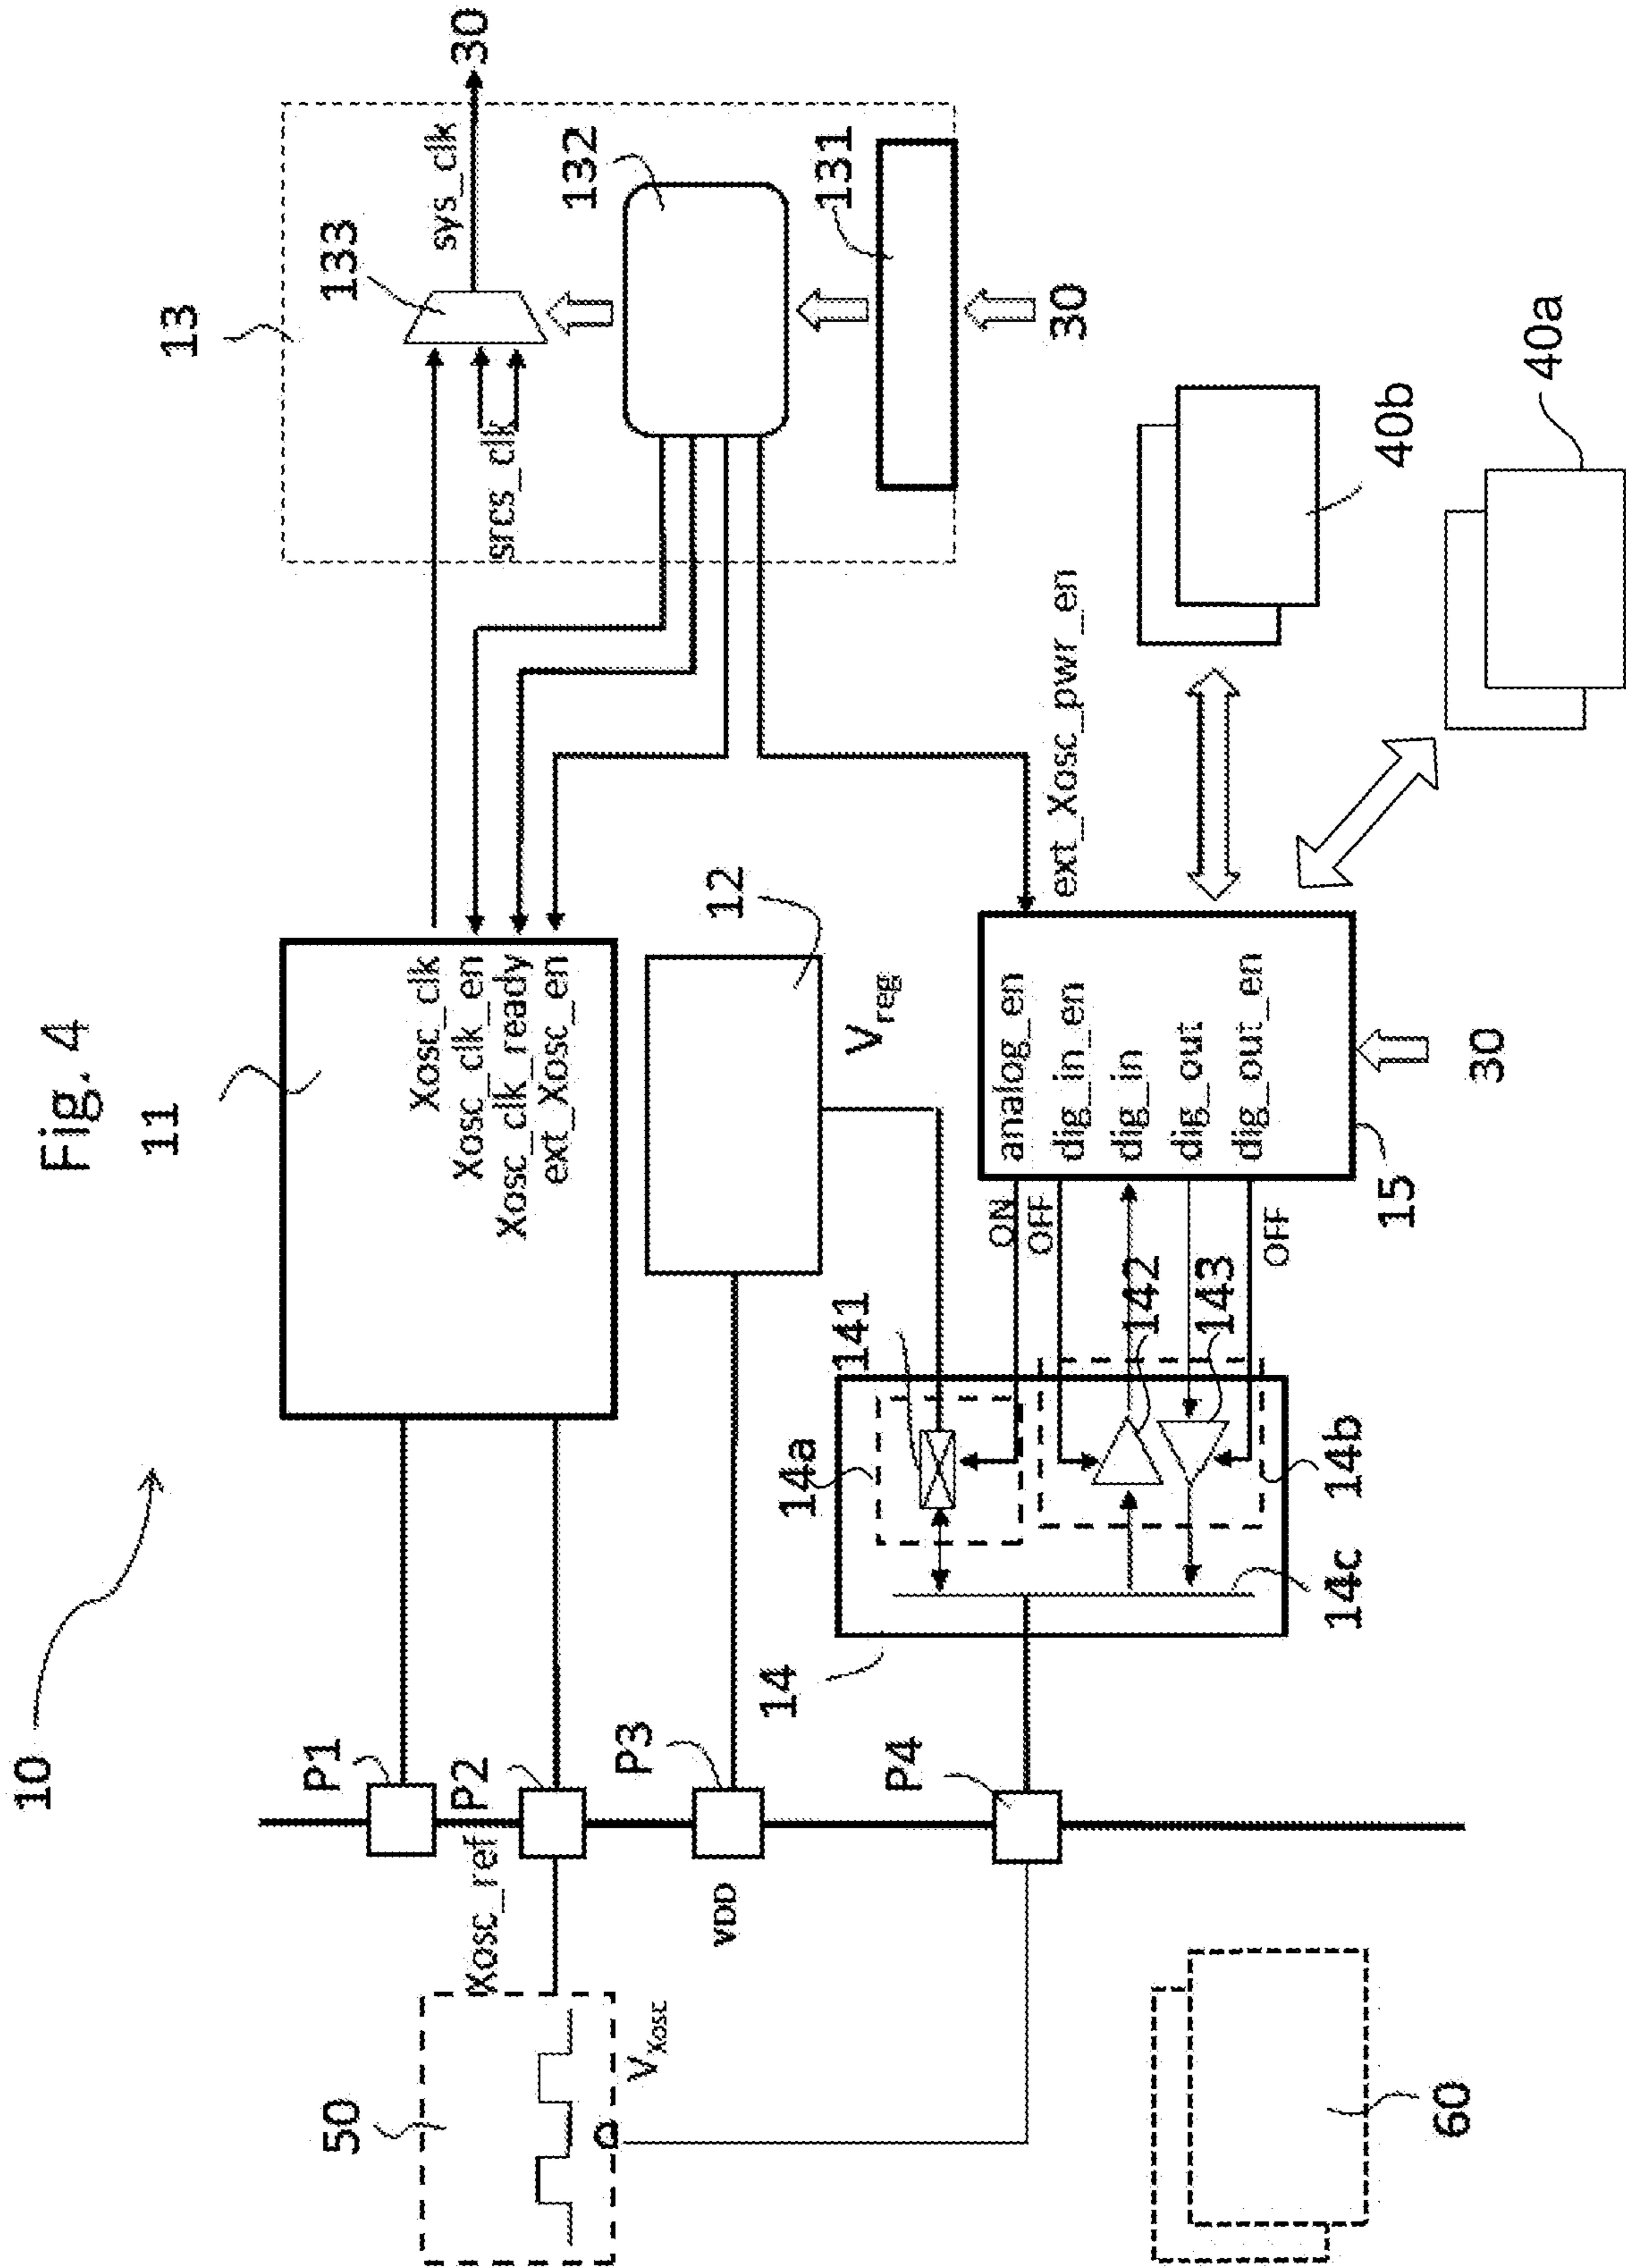 Fig. 4
10
11
13
133
sys_clk
30
srcs_clk
132
131
30
Xosc_clk
Xosc_clk_en
Xosc_clk_ready
ext_Xosc_en
12
P1
P2
Xosc_ref
50
V_Xosc
P3
VDD
V_reg
P4
14
14a
141
ON
OFF
142
143
OFF
14b
14c
analog_en
dig_in_en
dig_in
dig_out
dig_out_en
15
30
ext_Xosc_pwr_en
40b
40a
60